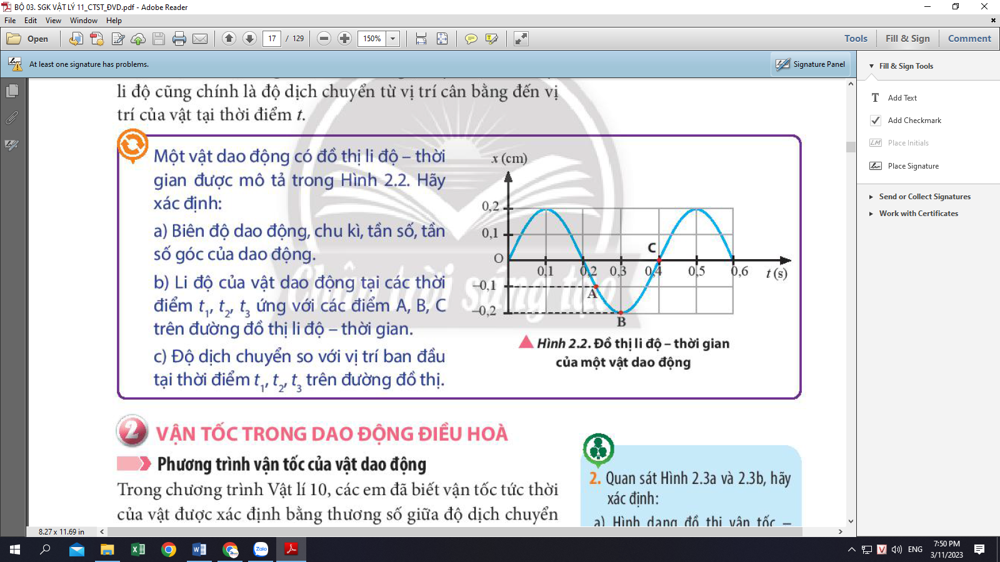 BỘ 03. SGK VẬT LÝ 11_CTST_ĐVD.pdf - Adobe Reader
File Edit View Window Help
Open 17 / 129 150% Tools Fill & Sign Comment
At least one signature has problems. Signature Panel
li độ cũng chính là độ dịch chuyển từ vị trí cân bằng đến vị
trí của vật tại thời điểm t.
Một vật dao động có đồ thị li độ – thời
gian được mô tả trong Hình 2.2. Hãy
xác định:
a) Biên độ dao động, chu kì, tần số, tần
số góc của dao động.
b) Li độ của vật dao động tại các thời
điểm t1, t2, t3 ứng với các điểm A, B, C
trên đường đồ thị li độ – thời gian.
c) Độ dịch chuyển so với vị trí ban đầu
tại thời điểm t1, t2, t3 trên đường đồ thị.
x (cm)
0,2
0,1
O
–0,1
–0,2
0,1 0,2 0,3 0,4 0,5 0,6 t (s)
A
B
C
Chân trời sáng tạo
Hình 2.2. Đồ thị li độ – thời gian
của một vật dao động
2 VẬN TỐC TRONG DAO ĐỘNG ĐIỀU HOÀ
Phương trình vận tốc của vật dao động
Trong chương trình Vật lí 10, các em đã biết vận tốc tức thời
của vật được xác định bằng thương số giữa độ dịch chuyển
2. Quan sát Hình 2.3a và 2.3b, hãy
xác định:
a) Hình dạng đồ thị vận tốc –
Fill & Sign Tools
Add Text
Add Checkmark
Place Initials
Place Signature
Send or Collect Signatures
Work with Certificates
8.27 x 11.69 in
ENG
7:50 PM
3/11/2023